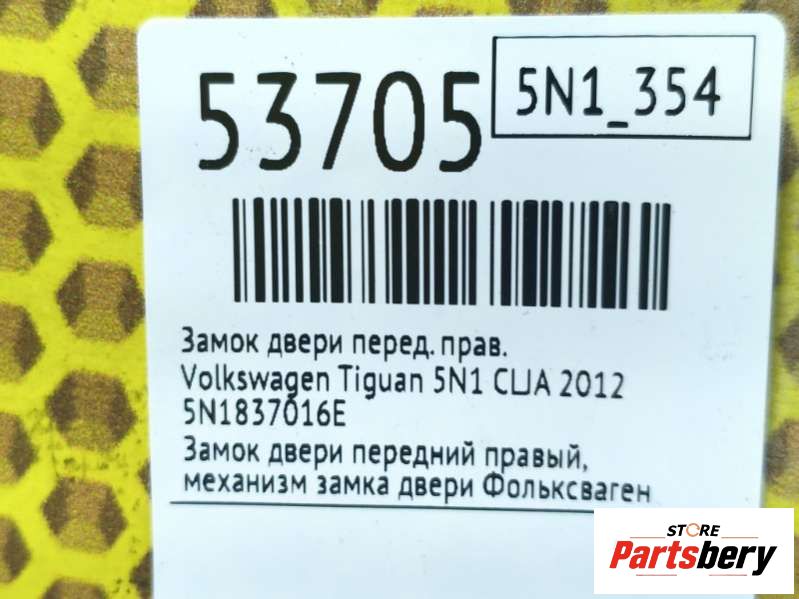 53705
5N1_354
Замок двери перед. прав.
Volkswagen Tiguan 5N1 CLJA 2012
5N1837016E
Замок двери передний правый,
механизм замка двери Фольксваген
STORE
Partsbery